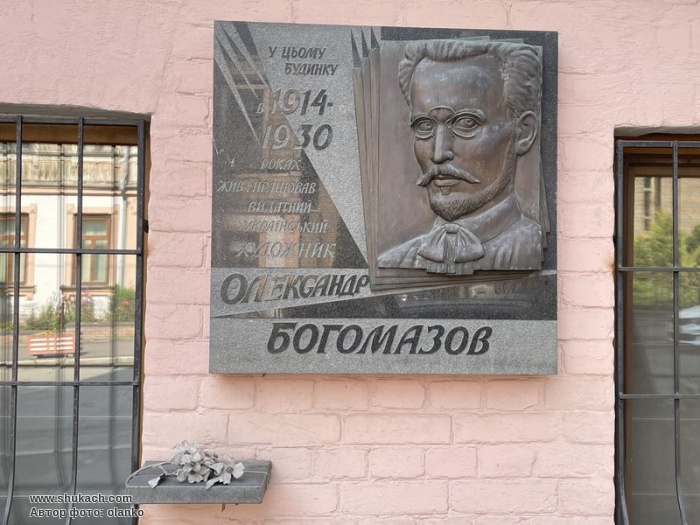 У ЦЬОМУ
БУДИНКУ
в 1914-
1930
РОКАХ
ЖИВ І ПРАЦЮВАВ
ВИДАТНИЙ
УКРАЇНСЬКИЙ
ХУДОЖНИК
ОЛЕКСАНДР
БОГОМАЗОВ
www.shukach.com
Автор фото: olanko